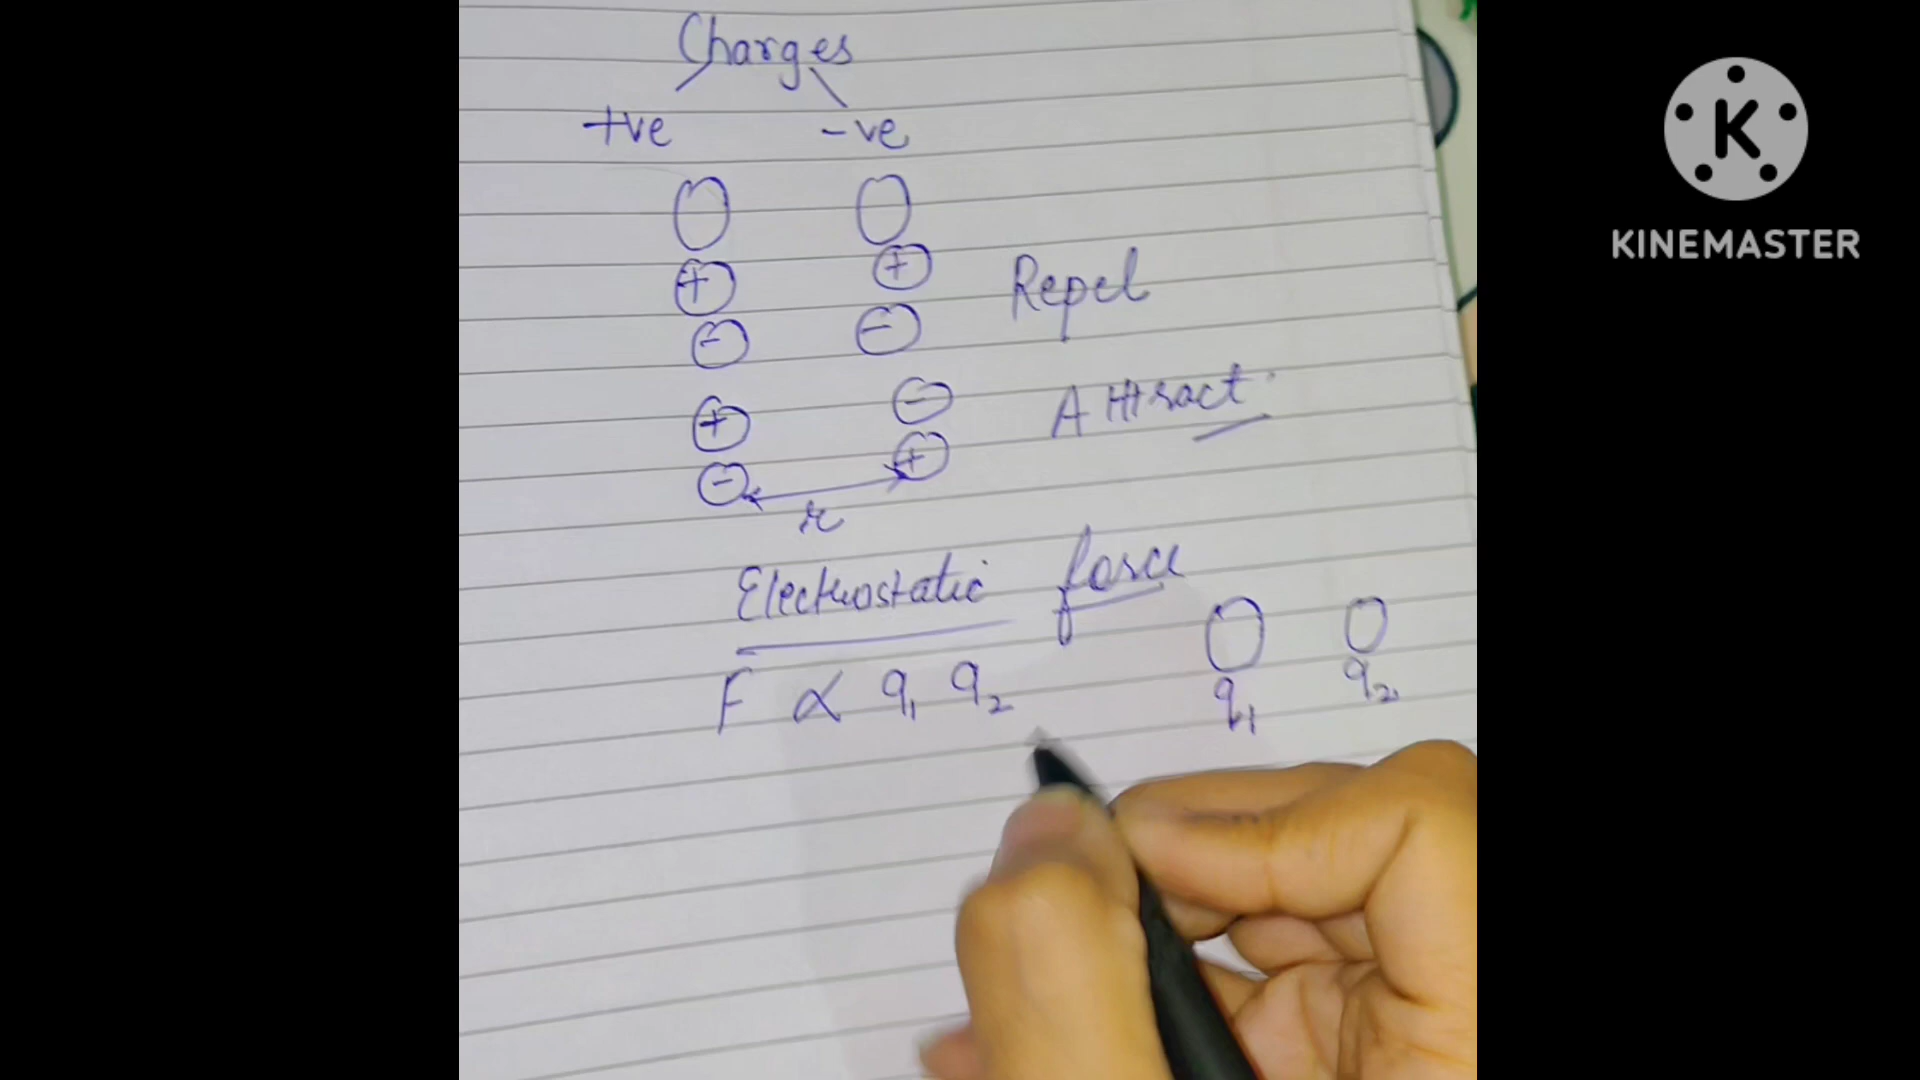 Charges
+ve -ve
+ + Repel
- -
+ - Attract
- +
r
Electrostatic force
F ∝ q₁ q₂
q₁ q₂
K
KINEMASTER